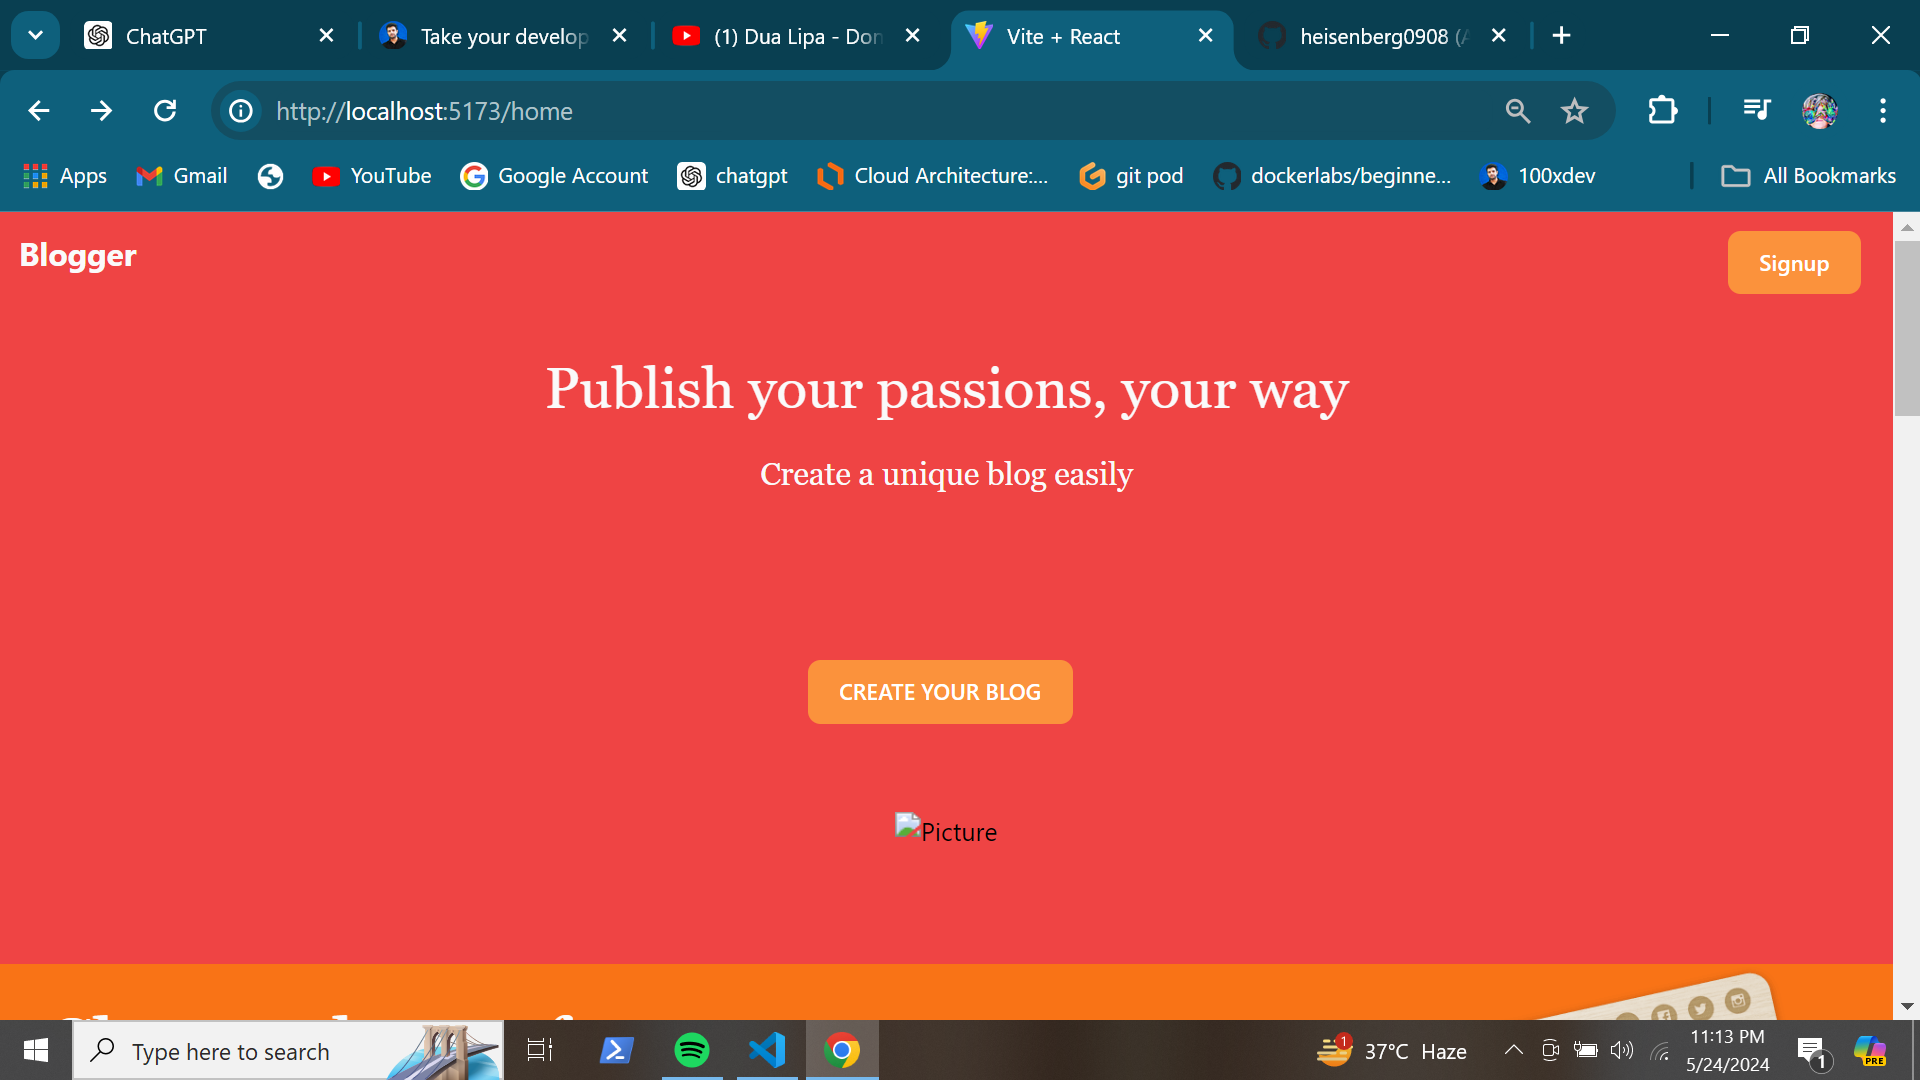 ChatGPT
Take your develop
(1) Dua Lipa - Don
Vite + React
heisenberg0908 (
http://localhost:5173/home
Apps
Gmail
YouTube
Google Account
chatgpt
Cloud Architecture:...
git pod
dockerlabs/beginne...
100xdev
All Bookmarks
Blogger
Signup
Publish your passions, your way
Create a unique blog easily
CREATE YOUR BLOG
Picture
Type here to search
1
37°C Haze
11:13 PM
5/24/2024
1
PRE